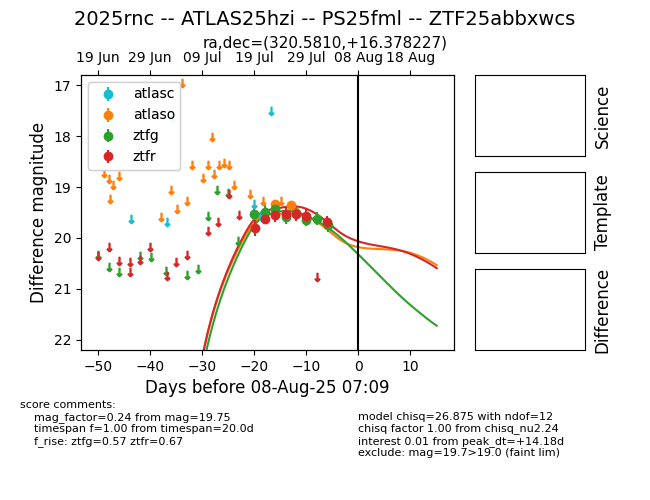 2025rnc -- ATLAS25hzi -- PS25fml -- ZTF25abbxwcs
ra,dec=(320.5810,+16.378227)
19 Jun 29 Jun 09 Jul 19 Jul 29 Jul 08 Aug 18 Aug
atlasc
atlaso
ztfg
ztfr
17
18
19
20
21
22
Difference magnitude
−50 −40 −30 −20 −10 0 10
Days before 08-Aug-25 07:09
Science
Template
Difference
score comments:
mag_factor=0.24 from mag=19.75
timespan f=1.00 from timespan=20.0d
f_rise: ztfg=0.57 ztfr=0.67
model chisq=26.875 with ndof=12
chisq factor 1.00 from chisq_nu2.24
interest 0.01 from peak_dt=+14.18d
exclude: mag=19.7>19.0 (faint lim)